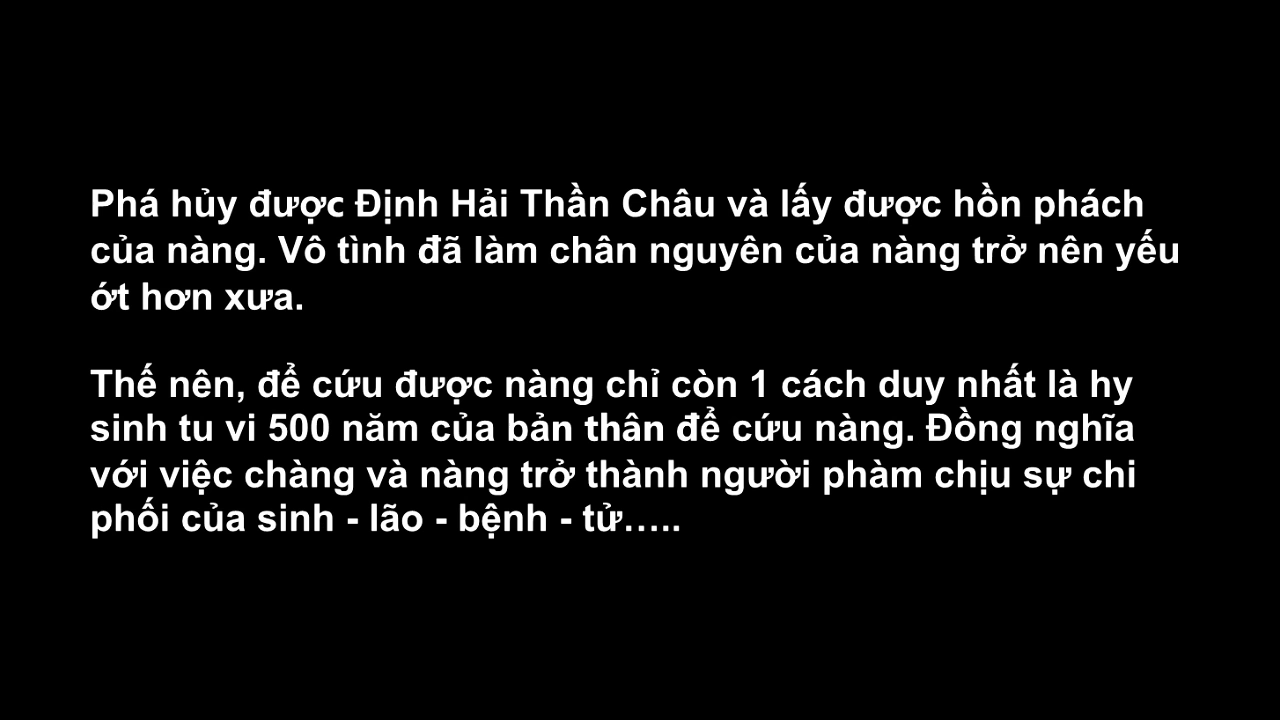 Phá hủy được Định Hải Thần Châu và lấy được hồn phách
của nàng. Vô tình đã làm chân nguyên của nàng trở nên yếu
ớt hơn xưa.
Thế nên, để cứu được nàng chỉ còn 1 cách duy nhất là hy
sinh tu vi 500 năm của bản thân để cứu nàng. Đồng nghĩa
với việc chàng và nàng trở thành người phàm chịu sự chi
phối của sinh - lão - bệnh - tử…..